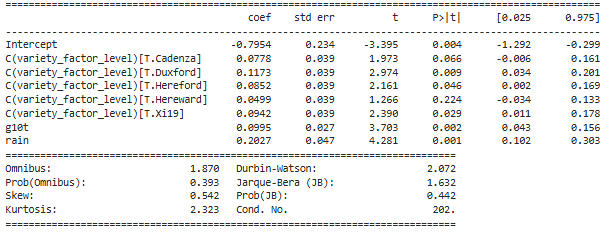 ==================================================================================================
coef std err t P>|t| [0.025 0.975]
--------------------------------------------------------------------------------------------------
Intercept -0.7954 0.234 -3.395 0.004 -1.292 -0.299
C(variety_factor_level)[T.Cadenza] 0.0778 0.039 1.973 0.066 -0.006 0.161
C(variety_factor_level)[T.Duxford] 0.1173 0.039 2.974 0.009 0.034 0.201
C(variety_factor_level)[T.Hereford] 0.0852 0.039 2.161 0.046 0.002 0.169
C(variety_factor_level)[T.Hereward] 0.0499 0.039 1.266 0.224 -0.034 0.133
C(variety_factor_level)[T.Xi19] 0.0942 0.039 2.390 0.029 0.011 0.178
g10t 0.0995 0.027 3.703 0.002 0.043 0.156
rain 0.2027 0.047 4.281 0.001 0.102 0.303
==============================================================================
Omnibus: 1.870 Durbin-Watson: 2.072
Prob(Omnibus): 0.393 Jarque-Bera (JB): 1.632
Skew: 0.542 Prob(JB): 0.442
Kurtosis: 2.323 Cond. No. 202.
==============================================================================